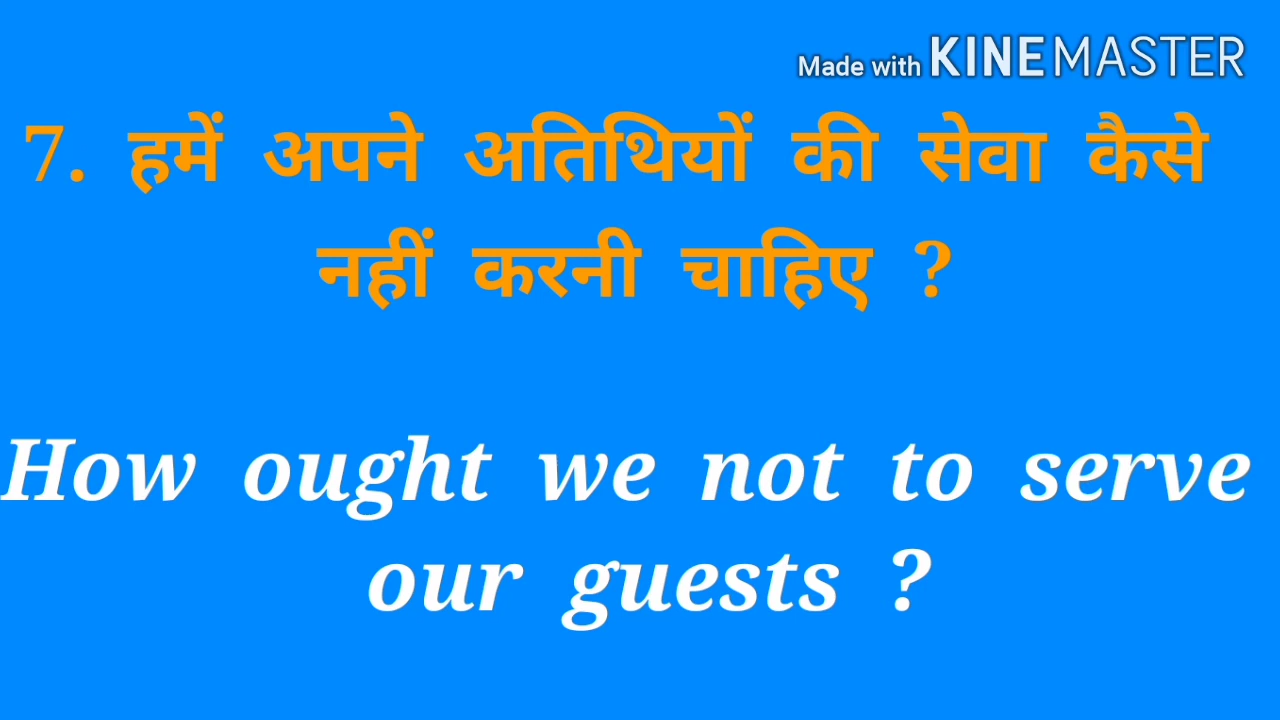 Made with KINEMASTER
7. हमें अपने अतिथियों की सेवा कैसे
नहीं करनी चाहिए ?
How ought we not to serve
our guests ?